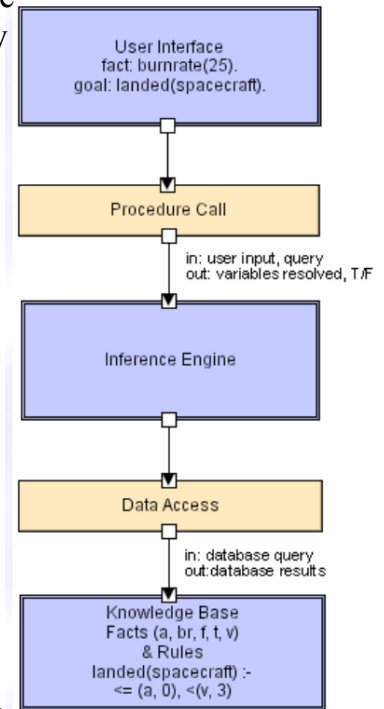 User Interface
fact: burnrate(25).
goal: landed(spacecraft).
Procedure Call
in: user input, query
out: variables resolved, T/F
Inference Engine
Data Access
in: database query
out:database results
Knowledge Base
Facts (a, br, f, t, v)
& Rules
landed(spacecraft) :-
<= (a, 0), <(v, 3)